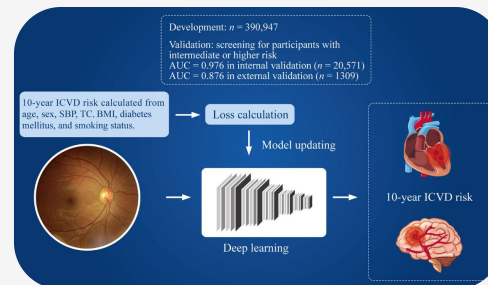 Development: n = 390,947
Validation: screening for participants with
intermediate or higher risk
AUC = 0.976 in internal validation (n = 20,571)
AUC = 0.876 in external validation (n = 1309)
10-year ICVD risk calculated from
age, sex, SBP, TC, BMI, diabetes
mellitus, and smoking status.
Loss calculation
Model updating
Deep learning
10-year ICVD risk